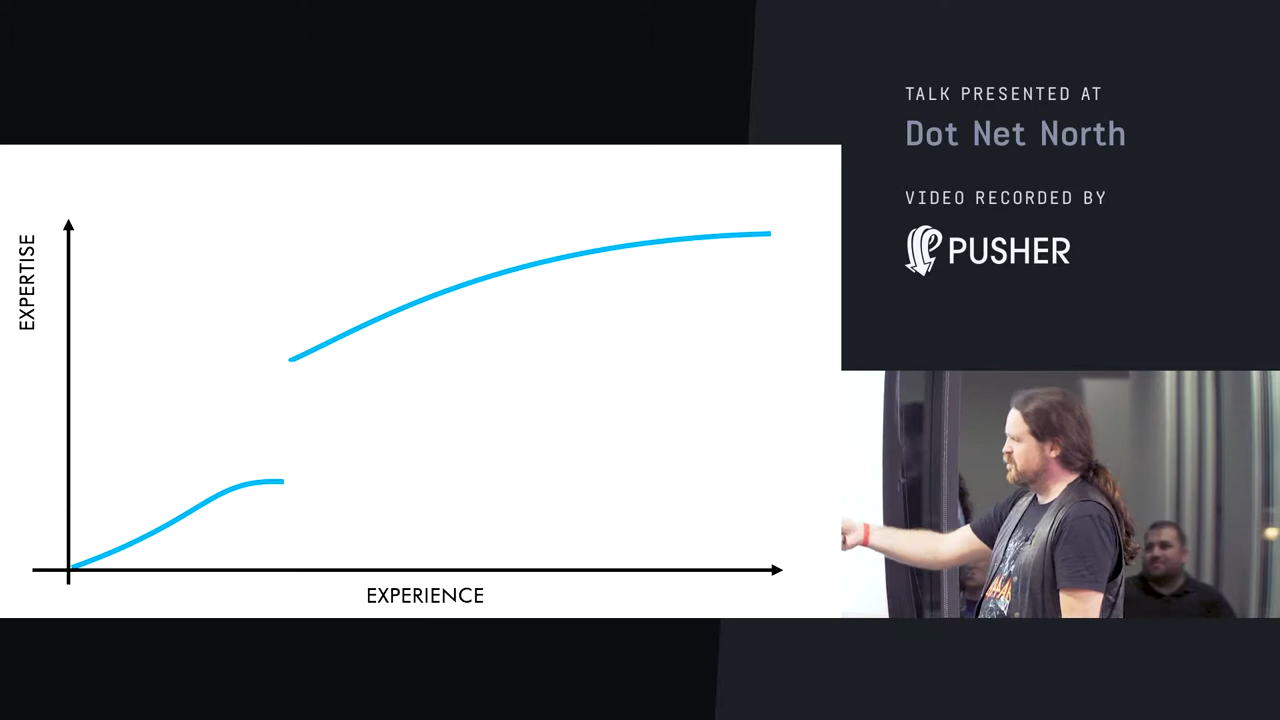 TALK PRESENTED AT
Dot Net North
VIDEO RECORDED BY
PUSHER
EXPERTISE
EXPERIENCE